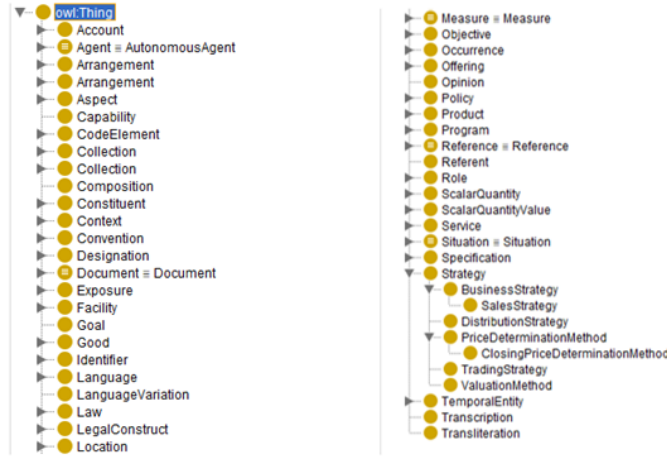 owl:Thing
Account
Agent ≡ AutonomousAgent
Arrangement
Arrangement
Aspect
Capability
CodeElement
Collection
Collection
Composition
Constituent
Context
Convention
Designation
Document ≡ Document
Exposure
Facility
Goal
Good
Identifier
Language
LanguageVariation
Law
LegalConstruct
Location
Measure ≡ Measure
Objective
Occurrence
Offering
Opinion
Policy
Product
Program
Reference ≡ Reference
Referent
Role
ScalarQuantity
ScalarQuantityValue
Service
Situation ≡ Situation
Specification
Strategy
BusinessStrategy
SalesStrategy
DistributionStrategy
PriceDeterminationMethod
ClosingPriceDeterminationMethod
TradingStrategy
ValuationMethod
TemporalEntity
Transcription
Transliteration